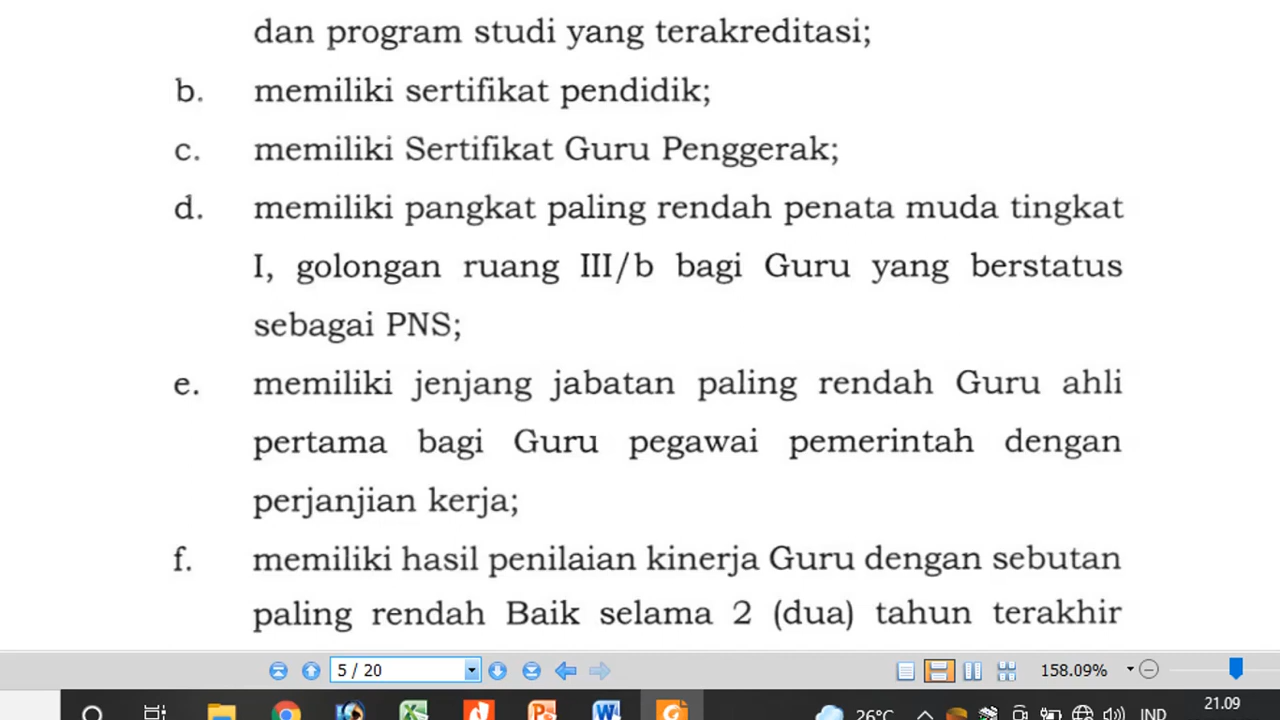 dan program studi yang terakreditasi;
b. memiliki sertifikat pendidik;
c. memiliki Sertifikat Guru Penggerak;
d. memiliki pangkat paling rendah penata muda tingkat
I, golongan ruang III/b bagi Guru yang berstatus
sebagai PNS;
e. memiliki jenjang jabatan paling rendah Guru ahli
pertama bagi Guru pegawai pemerintah dengan
perjanjian kerja;
f. memiliki hasil penilaian kinerja Guru dengan sebutan
paling rendah Baik selama 2 (dua) tahun terakhir
5 / 20
158.09%
21.09
26°C
IND